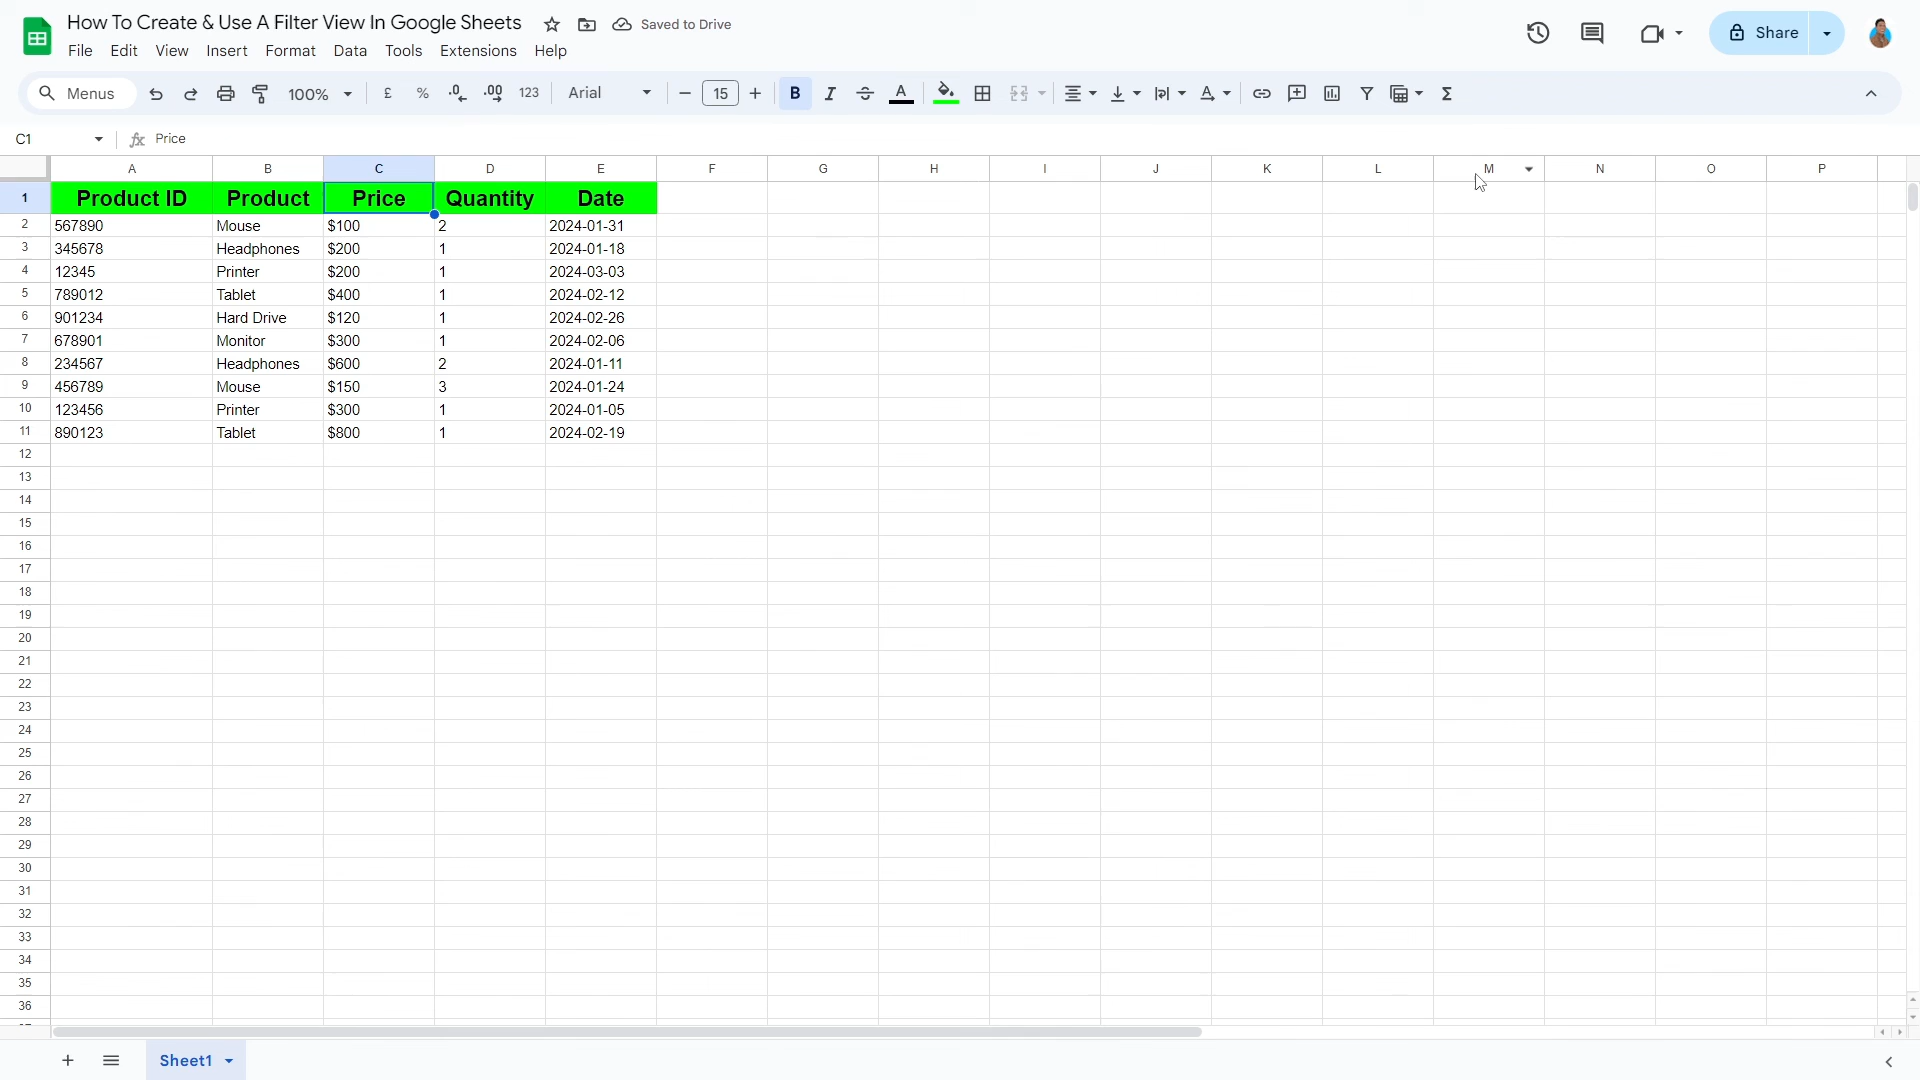 How To Create & Use A Filter View In Google Sheets Saved to Drive
File Edit View Insert Format Data Tools Extensions Help
Share
Menus 100% £ % .0 .00 123 Arial 15 B I A
C1 fx Price
A B C D E F G H I J K L M N O P
1 Product ID Product Price Quantity Date
2 567890 Mouse $100 2 2024-01-31
3 345678 Headphones $200 1 2024-01-18
4 12345 Printer $200 1 2024-03-03
5 789012 Tablet $400 1 2024-02-12
6 901234 Hard Drive $120 1 2024-02-26
7 678901 Monitor $300 1 2024-02-06
8 234567 Headphones $600 2 2024-01-11
9 456789 Mouse $150 3 2024-01-24
10 123456 Printer $300 1 2024-01-05
11 890123 Tablet $800 1 2024-02-19
12
13
14
15
16
17
18
19
20
21
22
23
24
25
26
27
28
29
30
31
32
33
34
35
36
Sheet1